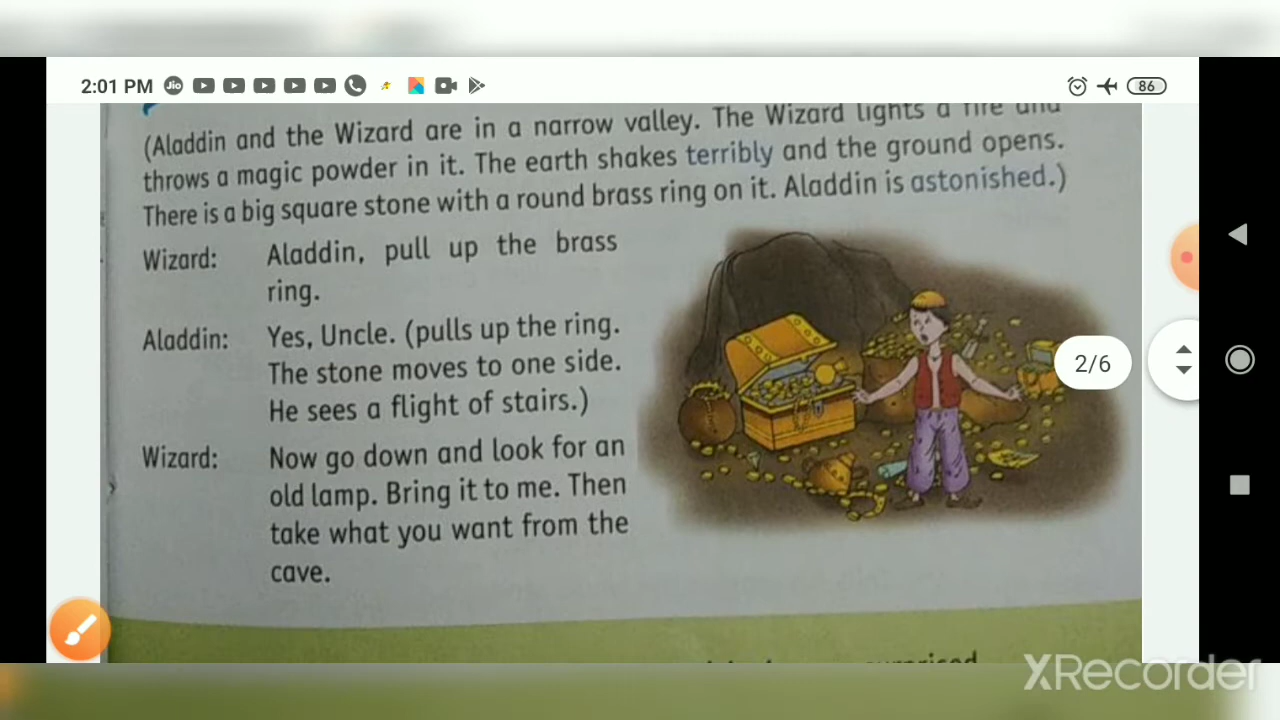 2:01 PM Jio 86
(Aladdin and the Wizard are in a narrow valley. The Wizard lights a fire and
throws a magic powder in it. The earth shakes terribly and the ground opens.
There is a big square stone with a round brass ring on it. Aladdin is astonished.)
Wizard: Aladdin, pull up the brass
ring.
Aladdin: Yes, Uncle. (pulls up the ring.
The stone moves to one side.
He sees a flight of stairs.)
2/6
Wizard: Now go down and look for an
old lamp. Bring it to me. Then
take what you want from the
cave.
surprised
XRecorder